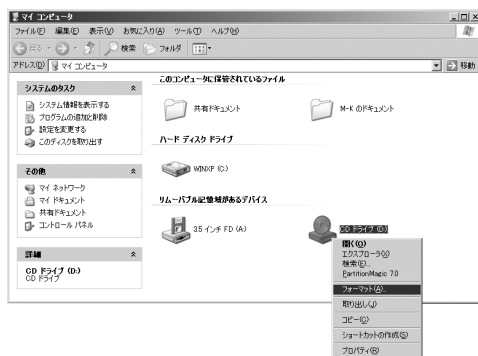 マイ コンピュータ
ファイル(F) 編集(E) 表示(V) お気に入り(A) ツール(T) ヘルプ(H)
戻る 検索 フォルダ
アドレス(D) マイ コンピュータ 移動
システムのタスク
システム情報を表示する
プログラムの追加と削除
設定を変更する
このディスクを取り出す
その他
マイ ネットワーク
マイ ドキュメント
共有ドキュメント
コントロール パネル
詳細
CD ドライブ (D:)
CD ドライブ
このコンピュータに保管されているファイル
共有ドキュメント
M-K のドキュメント
ハード ディスク ドライブ
WINXP (C:)
リムーバブル記憶域があるデバイス
3.5 インチ FD (A:)
CD ドライブ (D:)
開く(O)
エクスプローラ(X)
検索(E)...
PartitionMagic 7.0
フォーマット(A)...
取り出し(J)
コピー(C)
ショートカットの作成(S)
プロパティ(R)